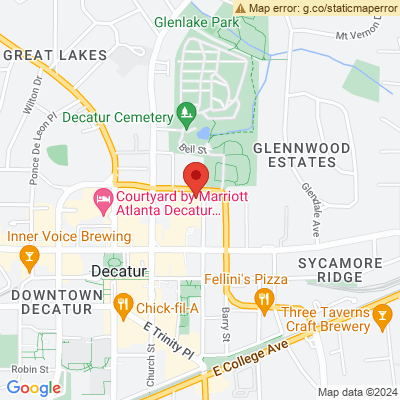 Glenlake Park
Map error: g.co/staticmaperror
Mt Vernon D
GREAT LAKES
Wilton Dr
Ponce De Leon Pl
Decatur Cemetery
Bell St
GLENNWOOD
ESTATES
Glendale Ave
Courtyard by Marriott
Atlanta Decatur...
Inner Voice Brewing
Decatur
SYCAMORE
RIDGE
Fellini's Pizza
DOWNTOWN
DECATUR
Chick-fil-A
Three Taverns
Craft Brewery
Barry St
E Trinity Pl
Church St
E College Ave
Robin St
Google
Map data ©2024